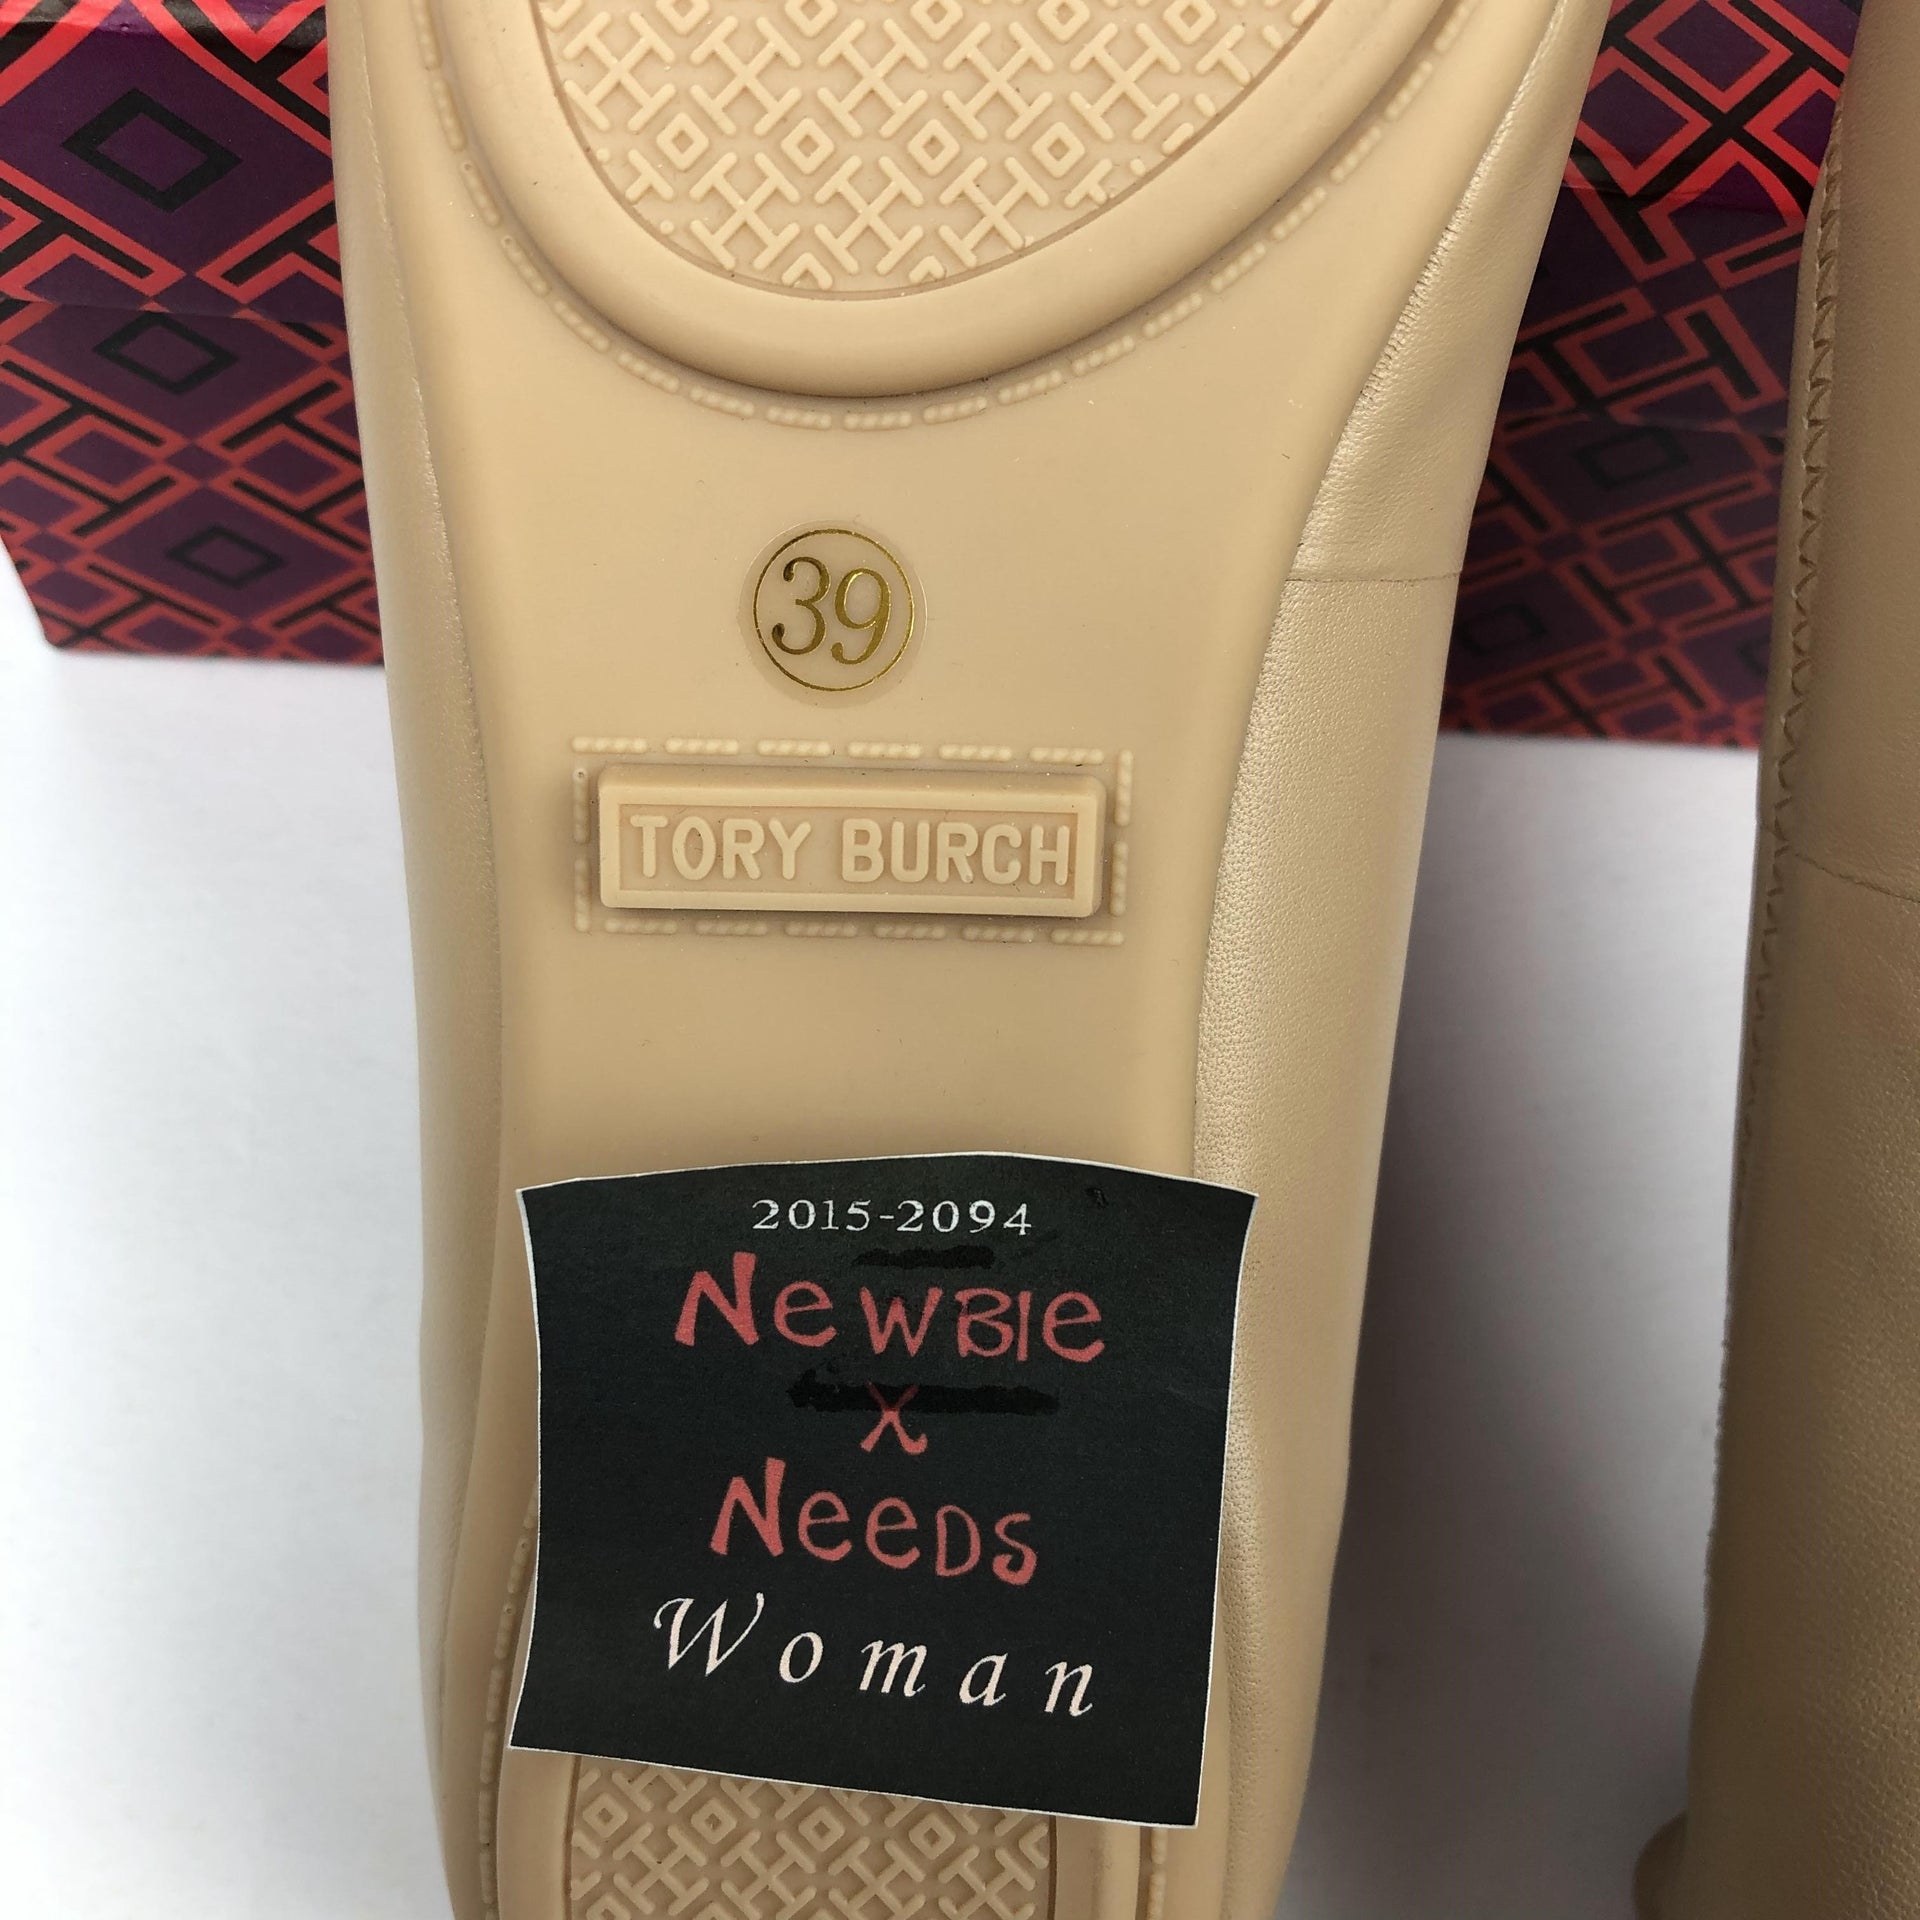 39
TORY BURCH
2015-2094
NewBIe
X
NeeDS
Woman